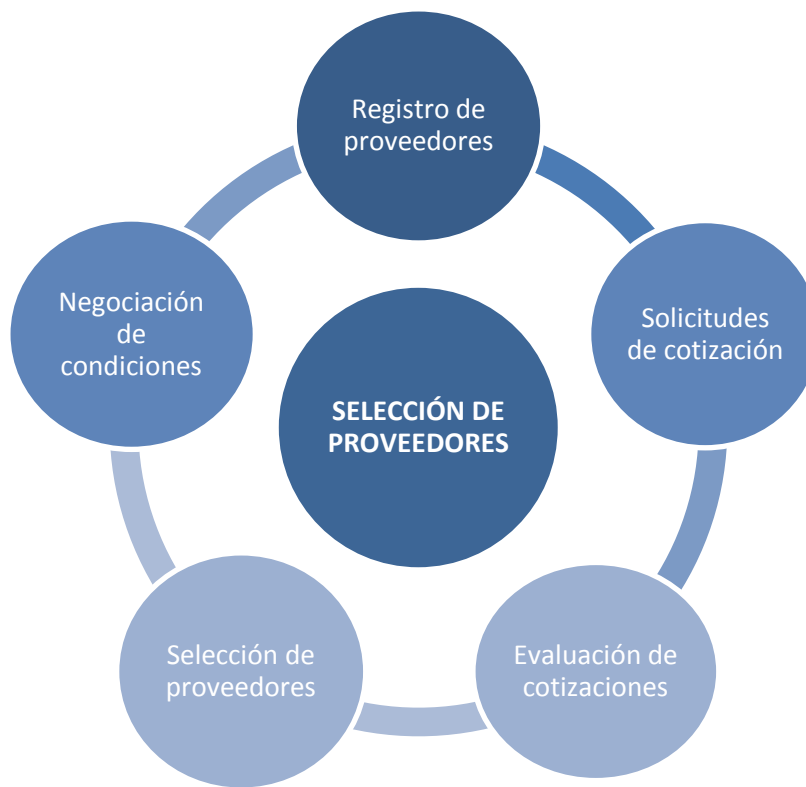 Registro de
proveedores
Solicitudes
de cotización
Evaluación de
cotizaciones
Selección de
proveedores
Negociación
de
condiciones
SELECCIÓN DE
PROVEEDORES